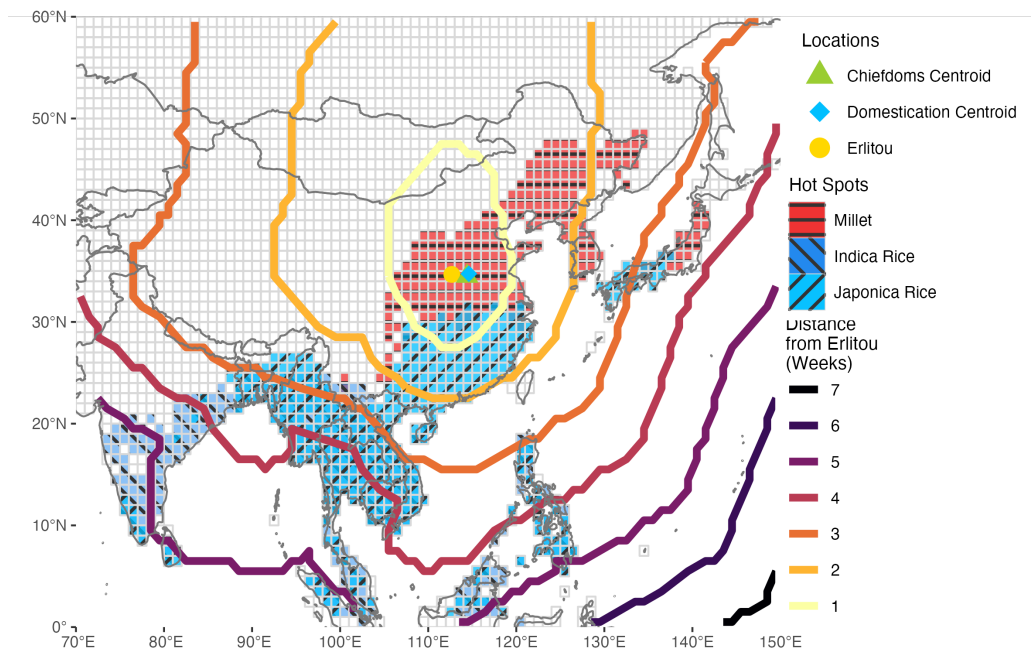 60°N
50°N
40°N
30°N
20°N
10°N
0°
70°E 80°E 90°E 100°E 110°E 120°E 130°E 140°E 150°E
Locations
Chiefdoms Centroid
Domestication Centroid
Erlitou
Hot Spots
Millet
Indica Rice
Japonica Rice
Distance
from Erlitou
(Weeks)
7
6
5
4
3
2
1